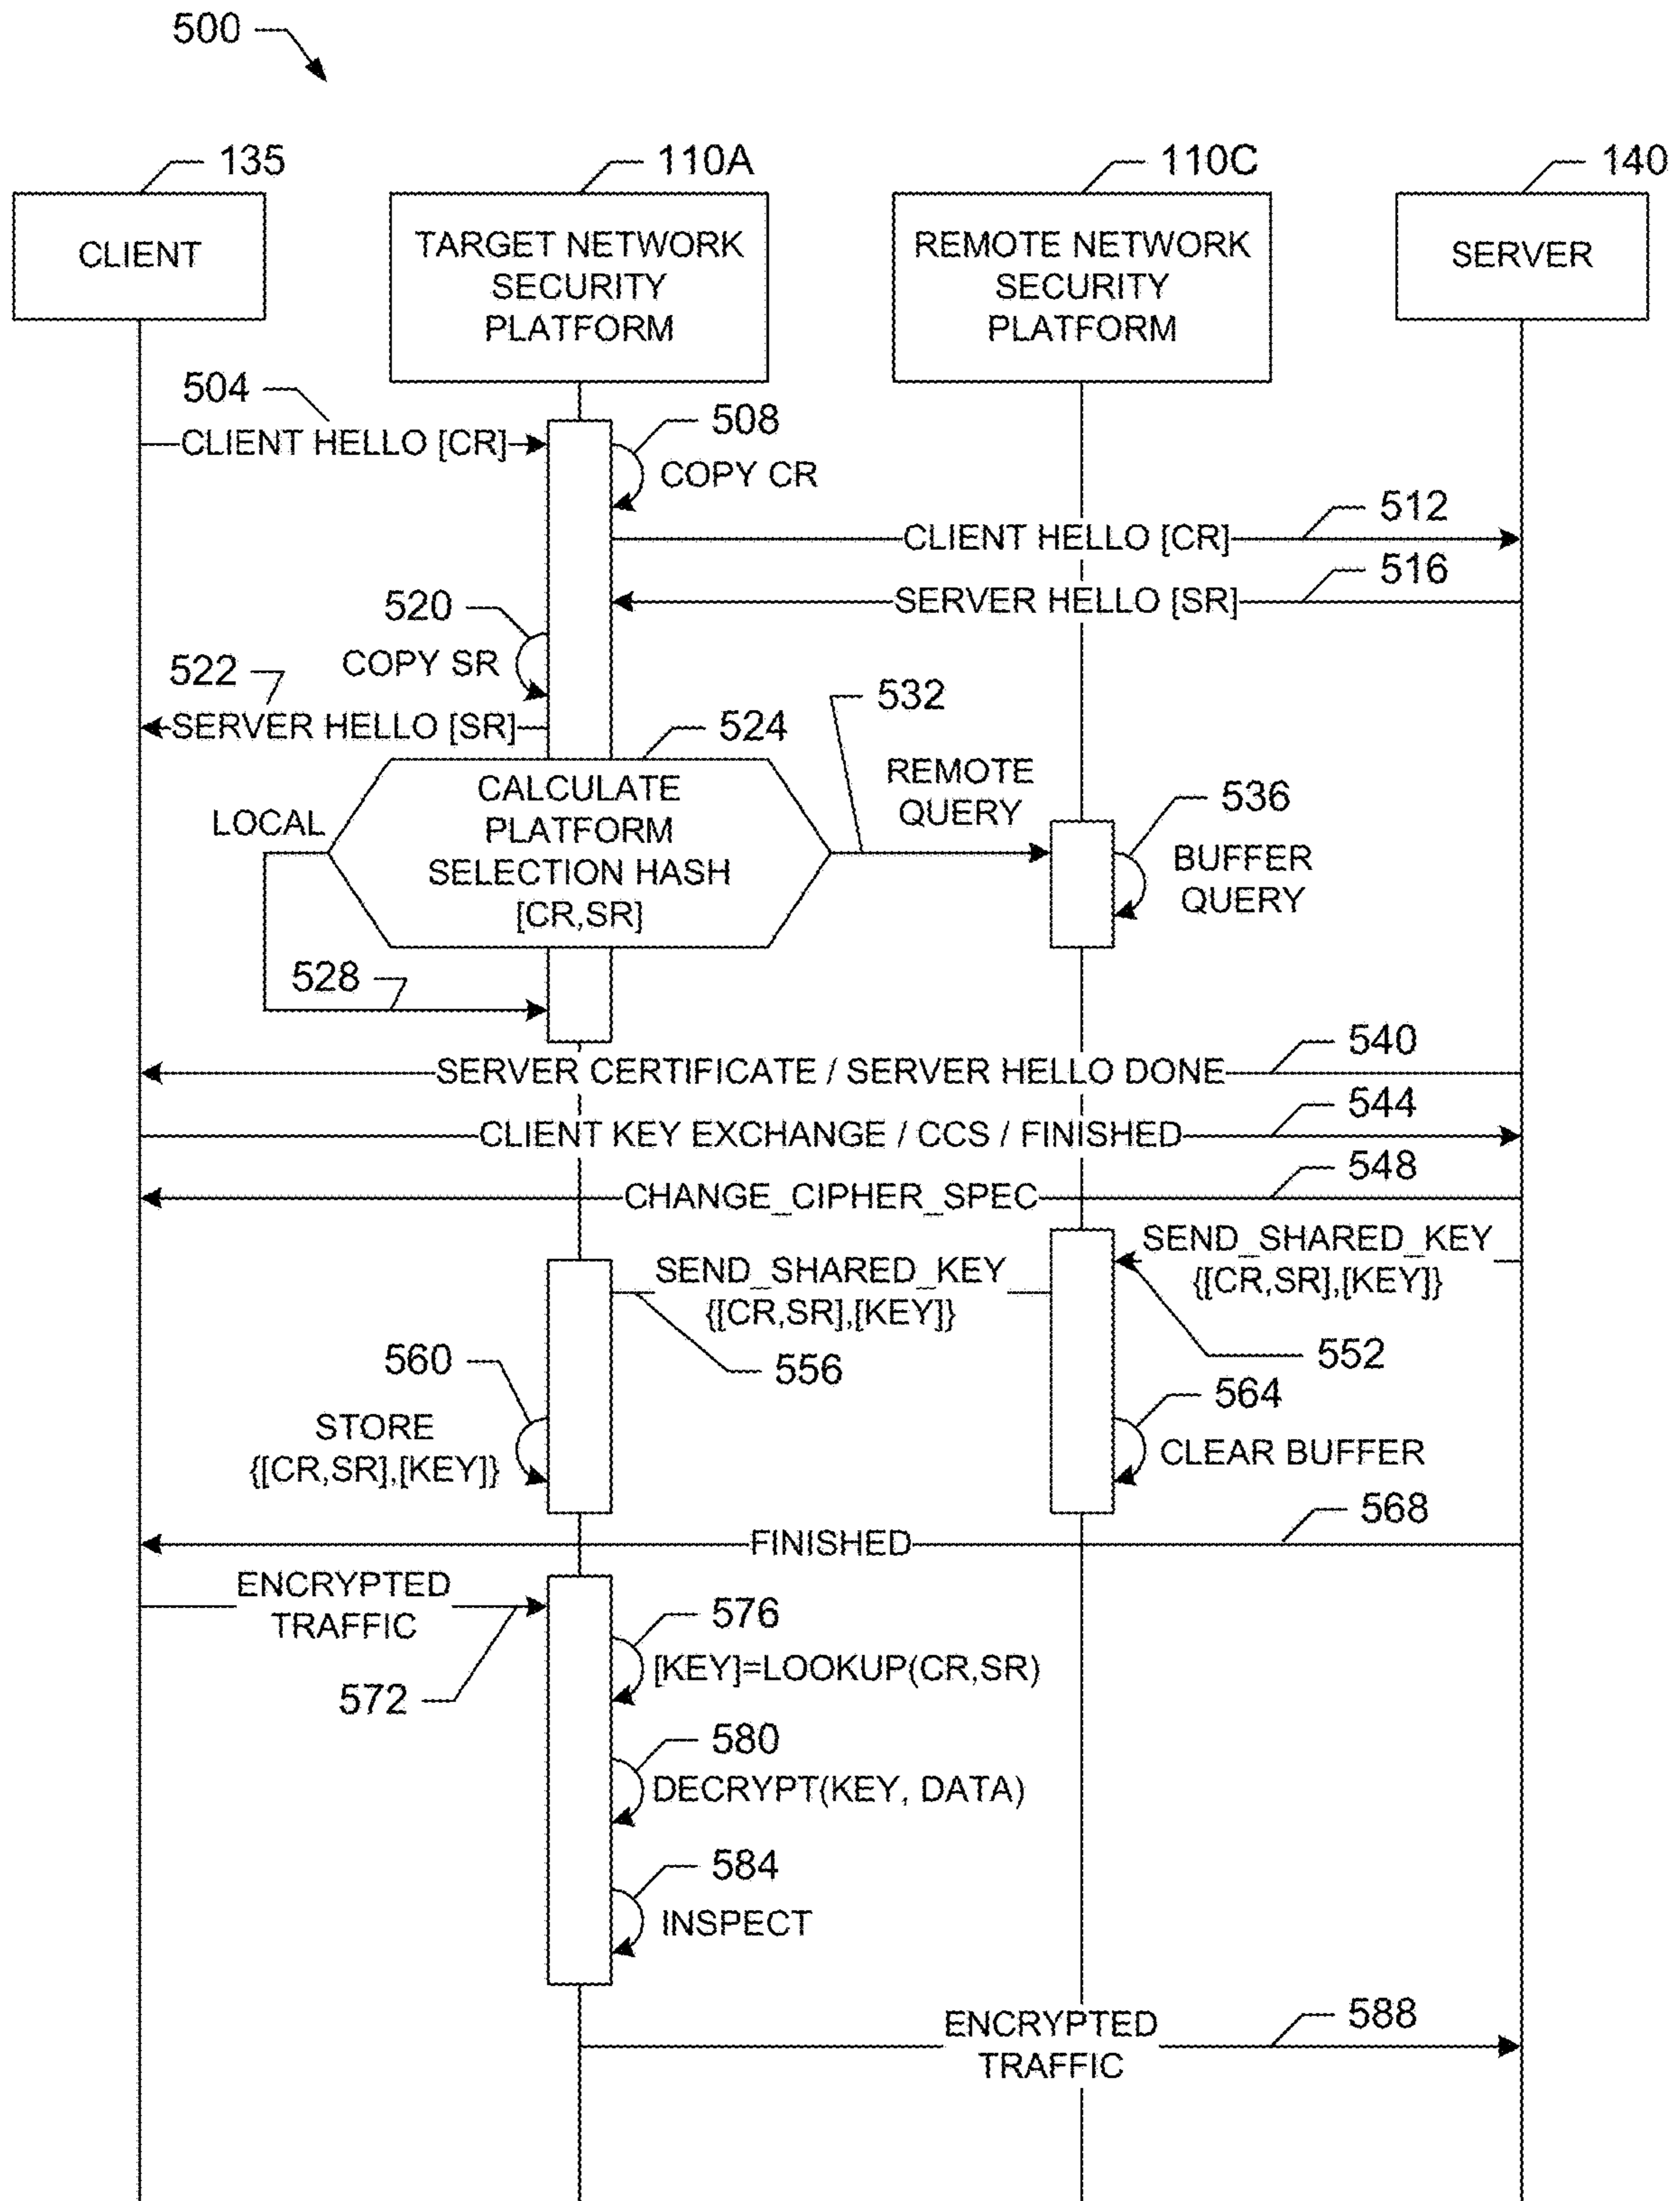 500
135
110A
110C
140
CLIENT
TARGET NETWORK
SECURITY
PLATFORM
REMOTE NETWORK
SECURITY
PLATFORM
SERVER
504
CLIENT HELLO [CR]
508
COPY CR
512
CLIENT HELLO [CR]
516
SERVER HELLO [SR]
520
COPY SR
522
SERVER HELLO [SR]
524
CALCULATE
PLATFORM
SELECTION HASH
[CR,SR]
LOCAL
528
532
REMOTE
QUERY
536
BUFFER
QUERY
540
SERVER CERTIFICATE / SERVER HELLO DONE
544
CLIENT KEY EXCHANGE / CCS / FINISHED
548
CHANGE_CIPHER_SPEC
SEND_SHARED_KEY
{[CR,SR],[KEY]}
552
SEND_SHARED_KEY
{[CR,SR],[KEY]}
556
560
STORE
{[CR,SR],[KEY]}
564
CLEAR BUFFER
568
FINISHED
ENCRYPTED
TRAFFIC
572
576
[KEY]=LOOKUP(CR,SR)
580
DECRYPT(KEY, DATA)
584
INSPECT
588
ENCRYPTED
TRAFFIC